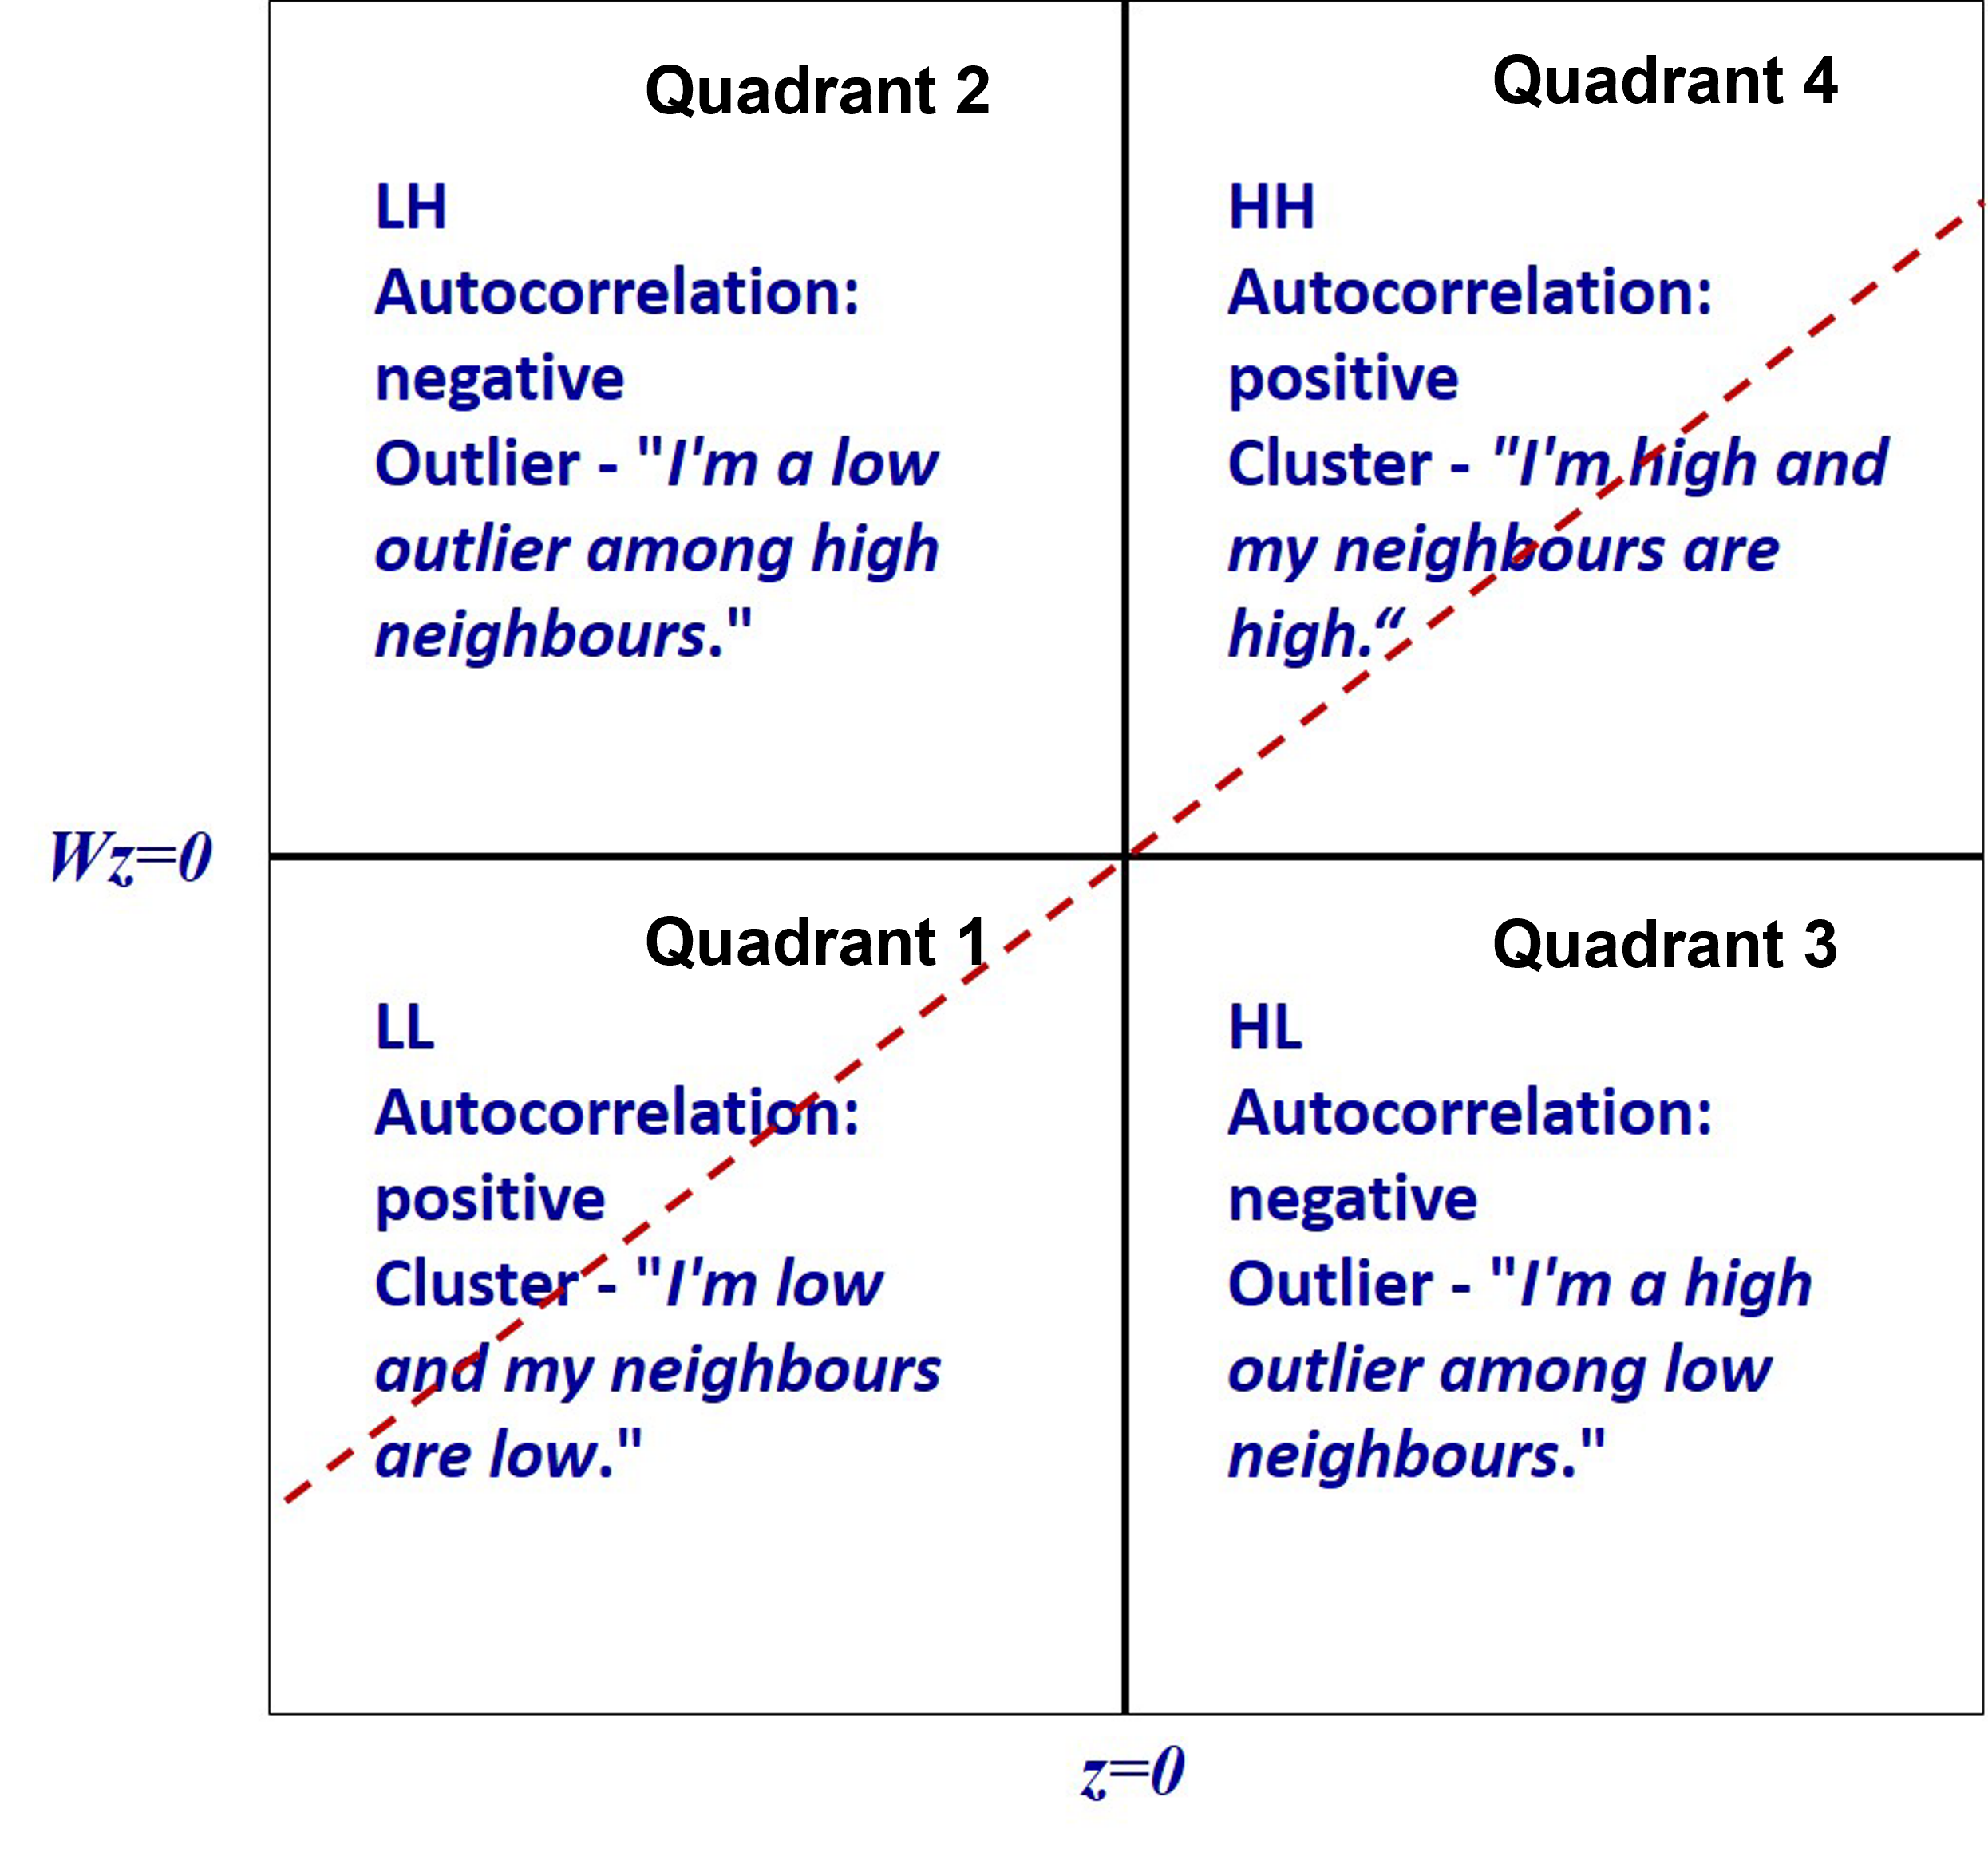 Quadrant 2
LH
Autocorrelation:
negative
Outlier - "I'm a low
outlier among high
neighbours."
Quadrant 4
HH
Autocorrelation:
positive
Cluster - "I'm high and
my neighbours are
high.“
Wz=0
Quadrant 1
LL
Autocorrelation:
positive
Cluster - "I'm low
and my neighbours
are low."
Quadrant 3
HL
Autocorrelation:
negative
Outlier - "I'm a high
outlier among low
neighbours."
z=0